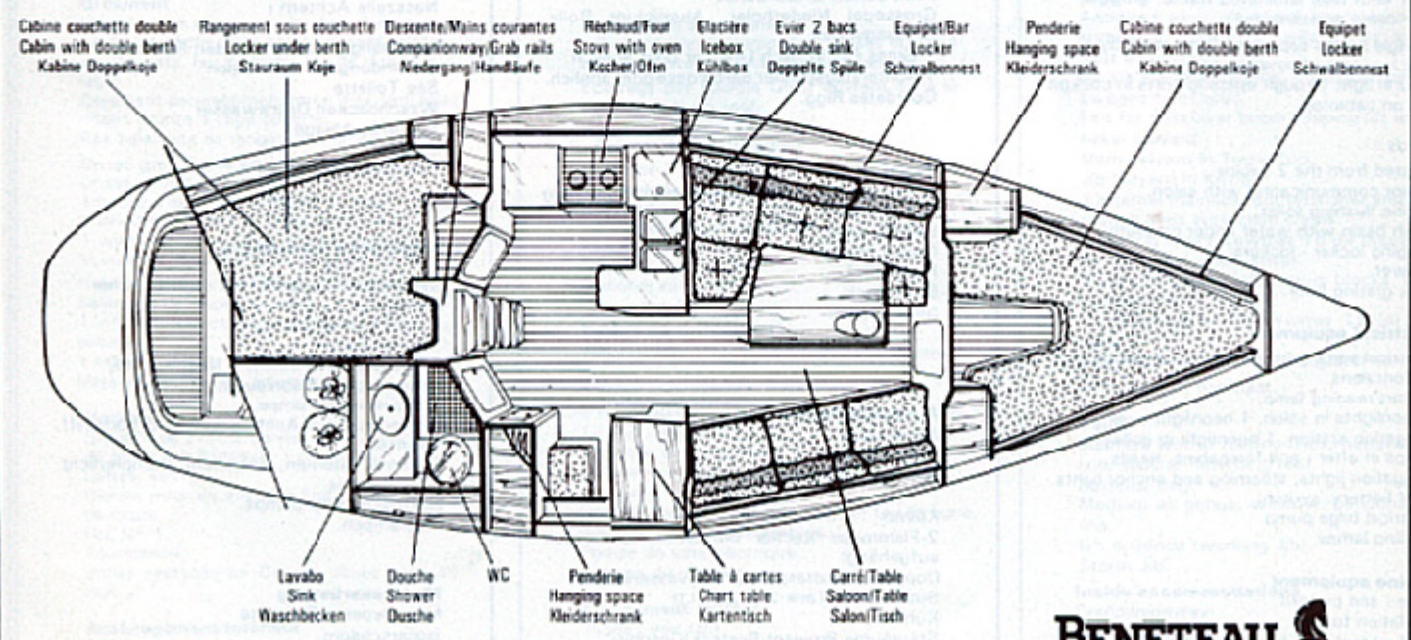 Cabine couchette double
Cabin with double berth
Kabine Doppelkoje
Rangement sous couchette
Locker under berth
Stauraum Koje
Descente/Mains courantes
Companionway/Grab rails
Niedergang/Handläufe
Réchaud/Four
Stove with oven
Kocher/Ofen
Glacière
Icebox
Kühlbox
Evier 2 bacs
Double sink
Doppelte Spüle
Equipet/Bar
Locker
Schwalbennest
Penderie
Hanging space
Kleiderschrank
Cabine couchette double
Cabin with double berth
Kabine Doppelkoje
Equipet
Locker
Schwalbennest
Lavabo
Sink
Waschbecken
Douche
Shower
Dusche
WC
Penderie
Hanging space
Kleiderschrank
Table à cartes
Chart table
Kartentisch
Carré/Table
Saloon/Table
Salon/Tisch
BENETEAU